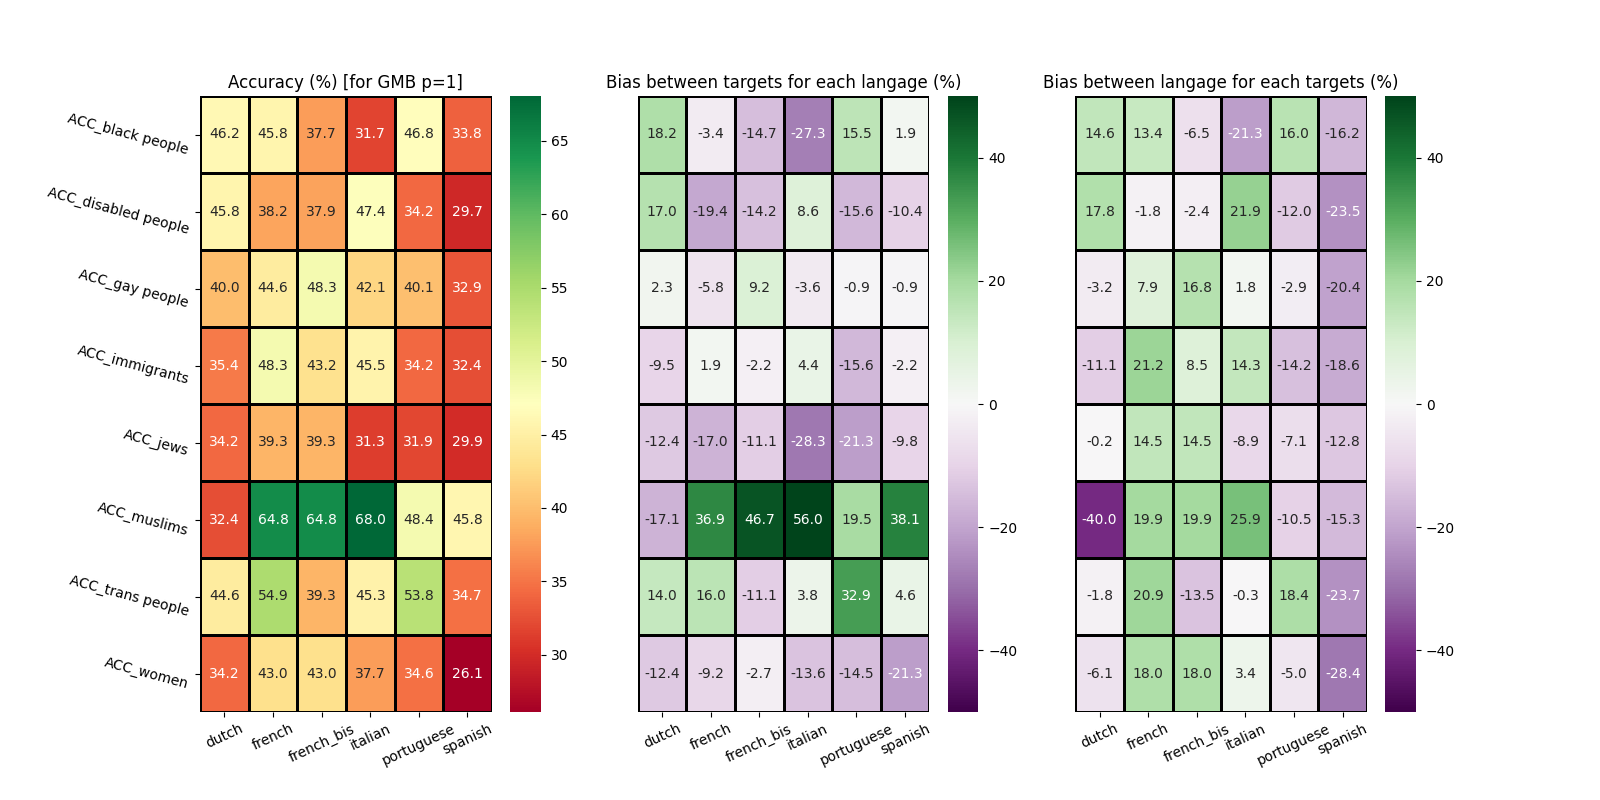 Accuracy (%) [for GMB p=1]
Bias between targets for each langage (%)
Bias between langage for each targets (%)
ACC_black people 46.2 45.8 37.7 31.7 46.8 33.8 18.2 -3.4 -14.7 -27.3 15.5 1.9 14.6 13.4 -6.5 -21.3 16.0 -16.2
ACC_disabled people 45.8 38.2 37.9 47.4 34.2 29.7 17.0 -19.4 -14.2 8.6 -15.6 -10.4 17.8 -1.8 -2.4 21.9 -12.0 -23.5
ACC_gay people 40.0 44.6 48.3 42.1 40.1 32.9 2.3 -5.8 9.2 -3.6 -0.9 -0.9 -3.2 7.9 16.8 1.8 -2.9 -20.4
ACC_immigrants 35.4 48.3 43.2 45.5 34.2 32.4 -9.5 1.9 -2.2 4.4 -15.6 -2.2 -11.1 21.2 8.5 14.3 -14.2 -18.6
ACC_jews 34.2 39.3 39.3 31.3 31.9 29.9 -12.4 -17.0 -11.1 -28.3 -21.3 -9.8 -0.2 14.5 14.5 -8.9 -7.1 -12.8
ACC_muslims 32.4 64.8 64.8 68.0 48.4 45.8 -17.1 36.9 46.7 56.0 19.5 38.1 -40.0 19.9 19.9 25.9 -10.5 -15.3
ACC_trans people 44.6 54.9 39.3 45.3 53.8 34.7 14.0 16.0 -11.1 3.8 32.9 4.6 -1.8 20.9 -13.5 -0.3 18.4 -23.7
ACC_women 34.2 43.0 43.0 37.7 34.6 26.1 -12.4 -9.2 -2.7 -13.6 -14.5 -21.3 -6.1 18.0 18.0 3.4 -5.0 -28.4
dutch french french_bis italian portuguese spanish
dutch french french_bis italian portuguese spanish
dutch french french_bis italian portuguese spanish
65
60
55
50
45
40
35
30
40
20
0
−20
−40
40
20
0
−20
−40